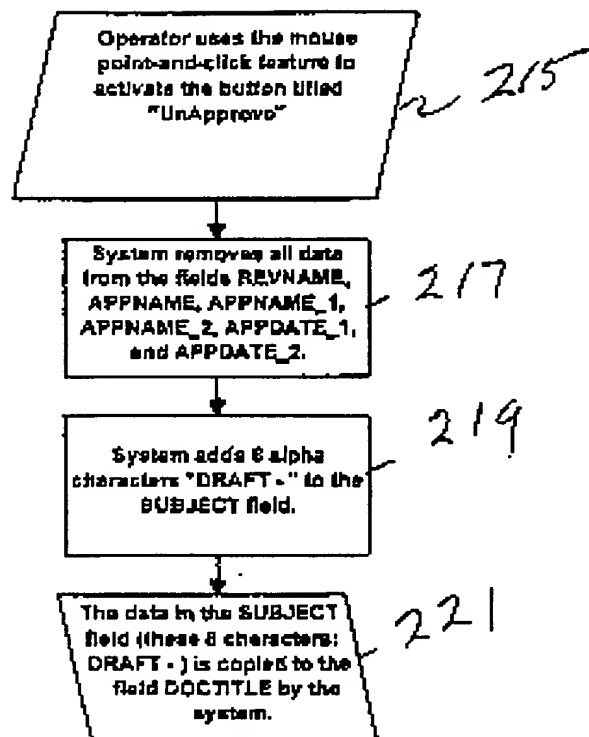 Operator uses the mouse
point-and-click feature to
activate the button titled
"UnApprove"
215
System removes all data
from the fields REVNAME,
APPNAME, APPNAME_1,
APPNAME_2, APPDATE_1,
and APPDATE_2.
217
System adds 8 alpha
characters "DRAFT - " to the
SUBJECT field.
219
The data in the SUBJECT
field (these 8 characters:
DRAFT - ) is copied to the
field DOCTITLE by the
system.
221